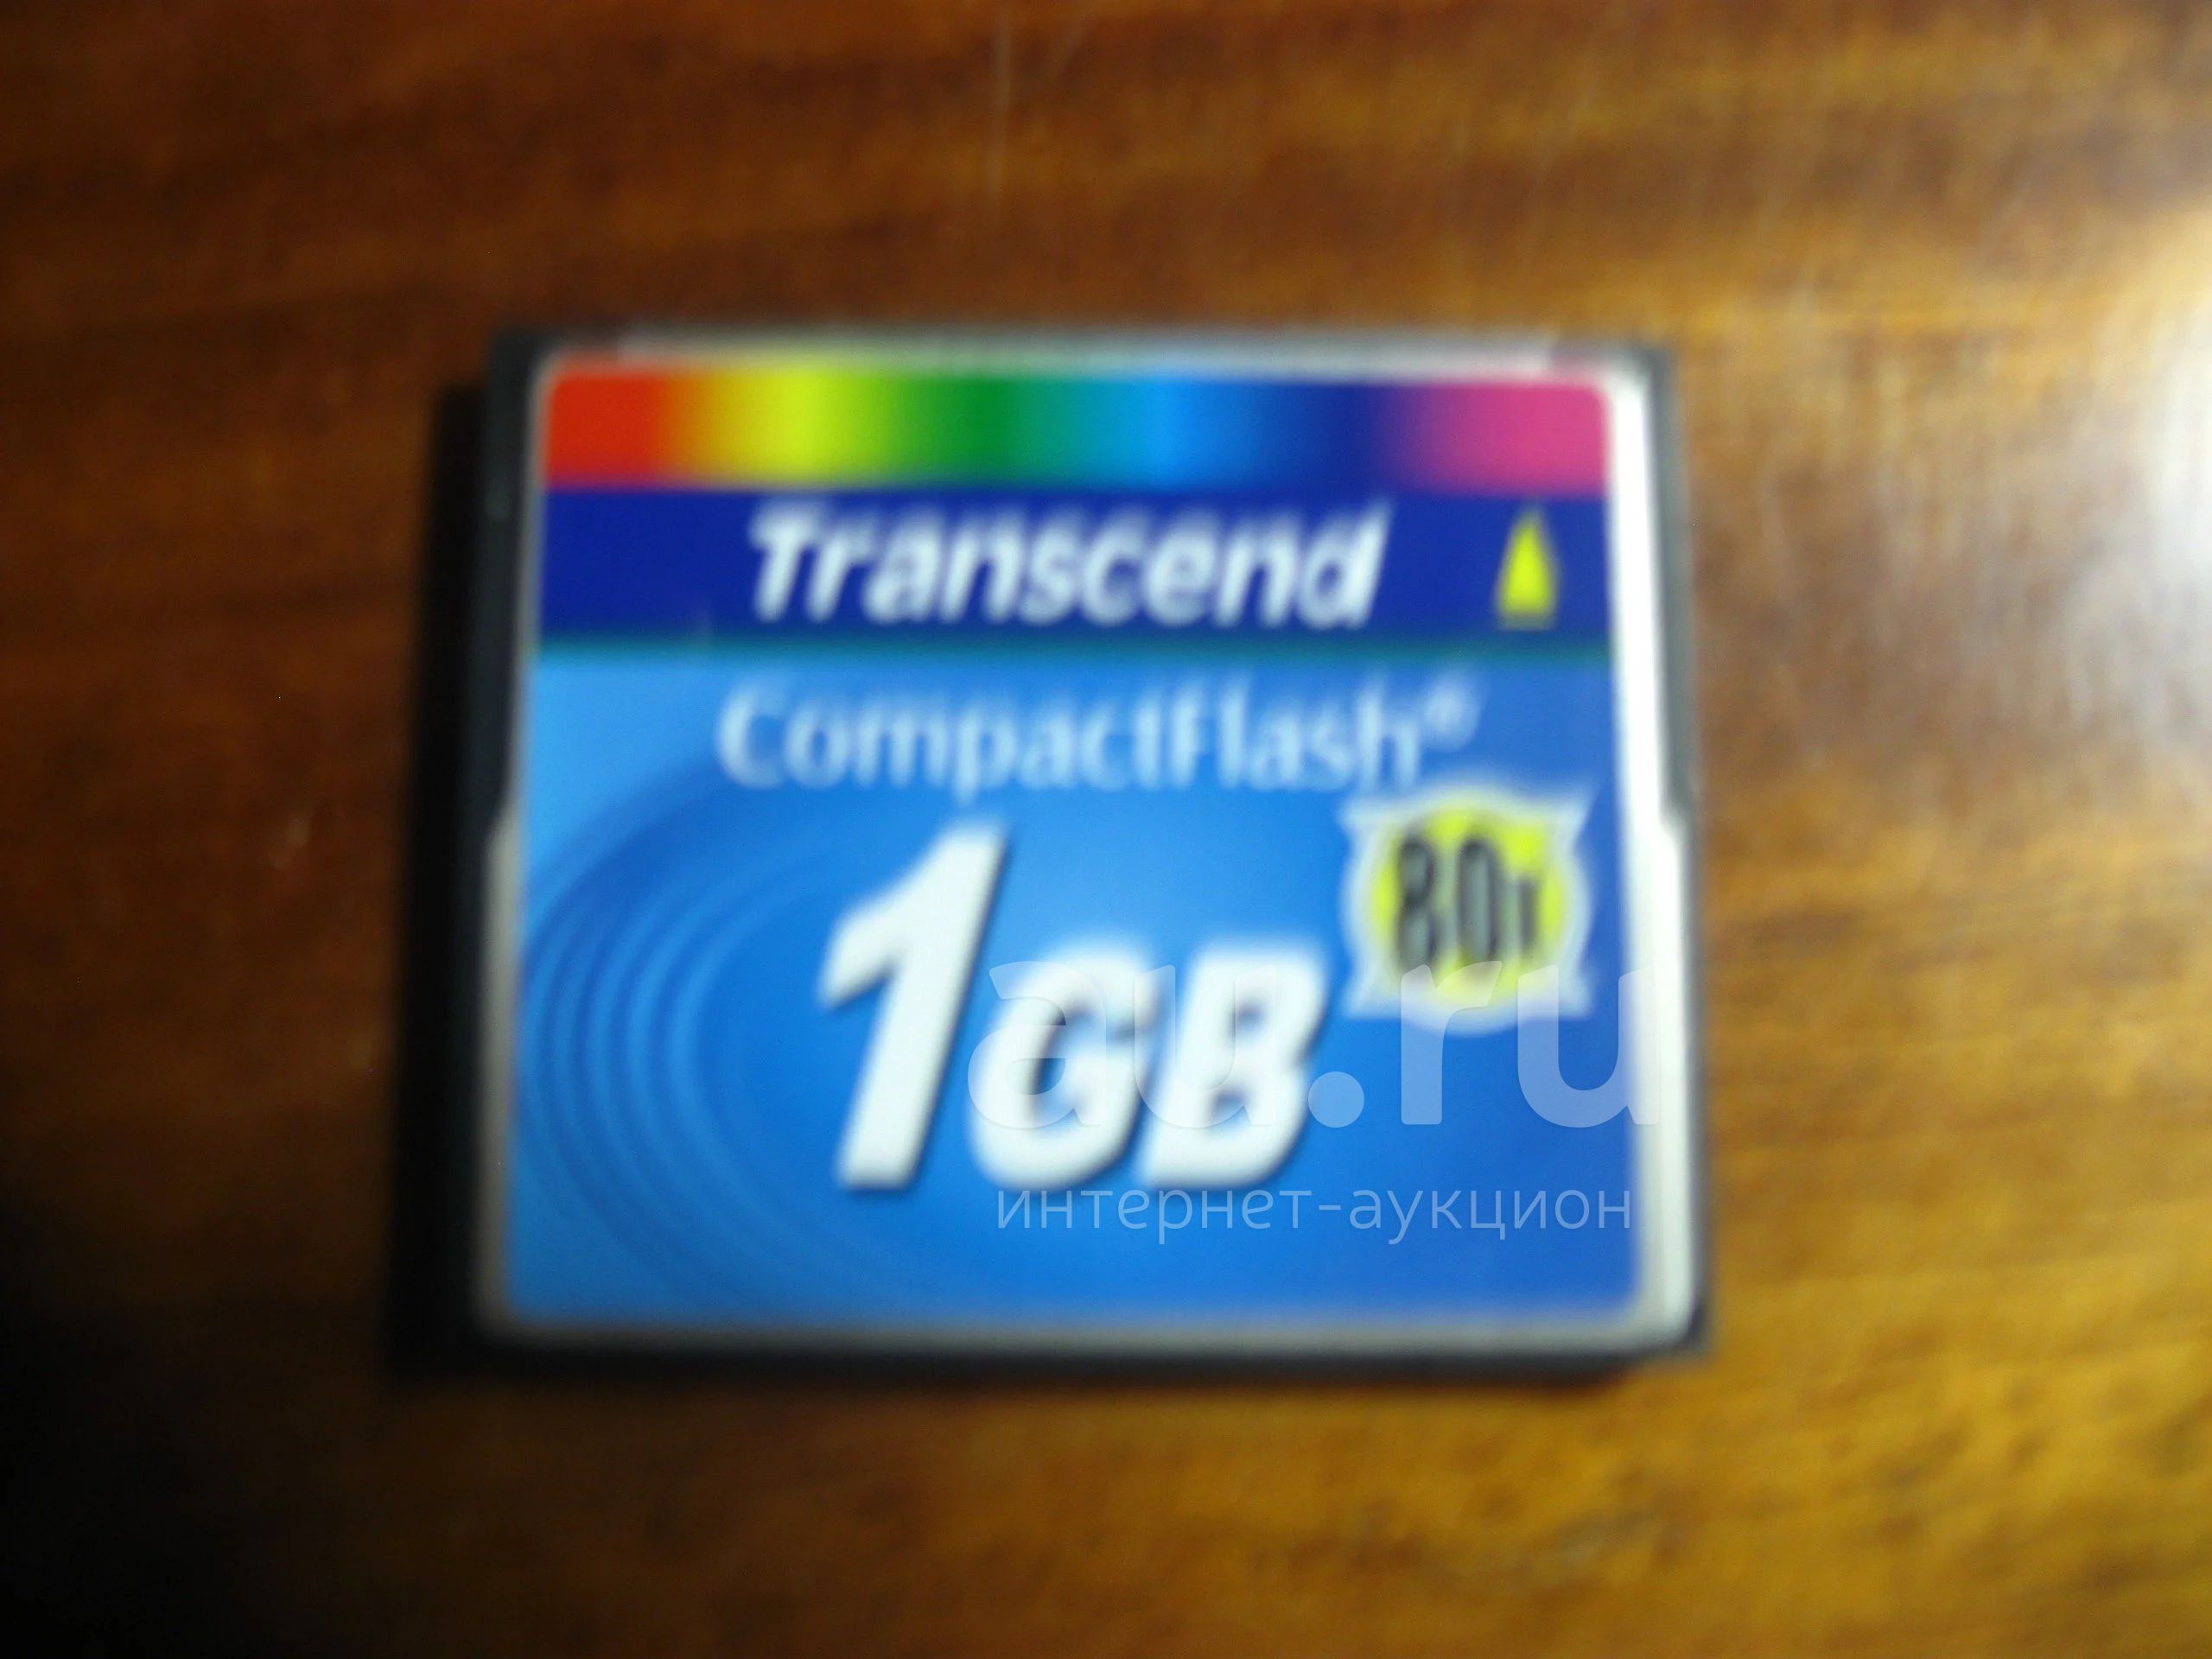 Transcend
CompactFlash®
80x
1GB
au.ru
интернет-аукцион